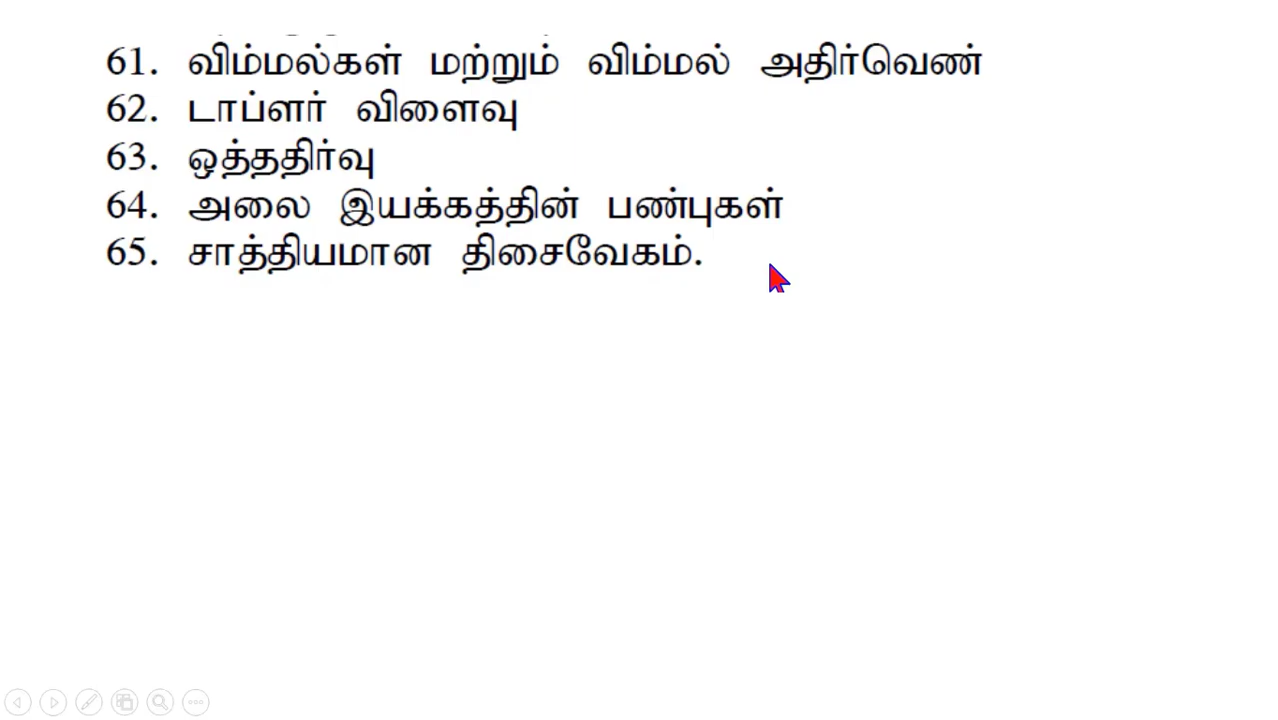 61. விம்மல்கள் மற்றும் விம்மல் அதிர்வெண்
62. டாப்ளர் விளைவு
63. ஒத்ததிர்வு
64. அலை இயக்கத்தின் பண்புகள்
65. சாத்தியமான திசைவேகம்.